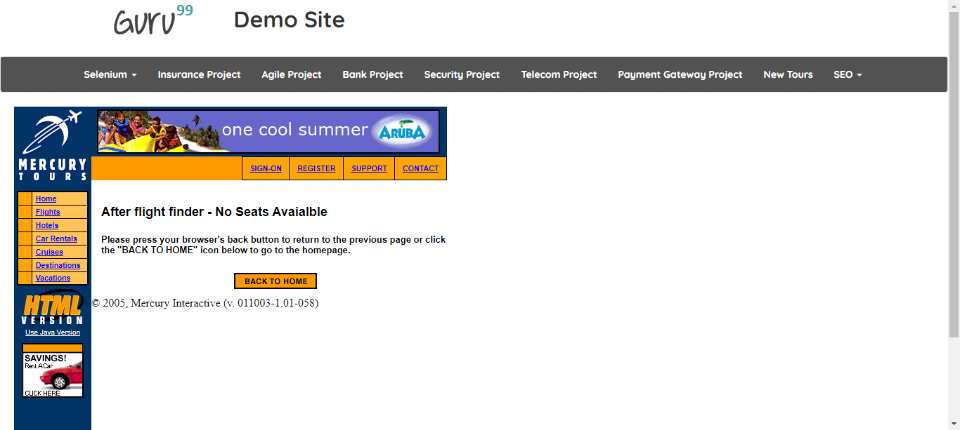 Guru99 Demo Site
Selenium Insurance Project Agile Project Bank Project Security Project Telecom Project Payment Gateway Project New Tours SEO
one cool summer ARUBA
MERCURY
TOURS
SIGN-ON REGISTER SUPPORT CONTACT
Home
Flights
Hotels
Car Rentals
Cruises
Destinations
Vacations
After flight finder - No Seats Avaialble
Please press your browser's back button to return to the previous page or click
the "BACK TO HOME" icon below to go to the homepage.
BACK TO HOME
© 2005, Mercury Interactive (v. 011003-1.01-058)
HTML
VERSION
Use Java Version
SAVINGS!
Rent A Car
CLICK HERE